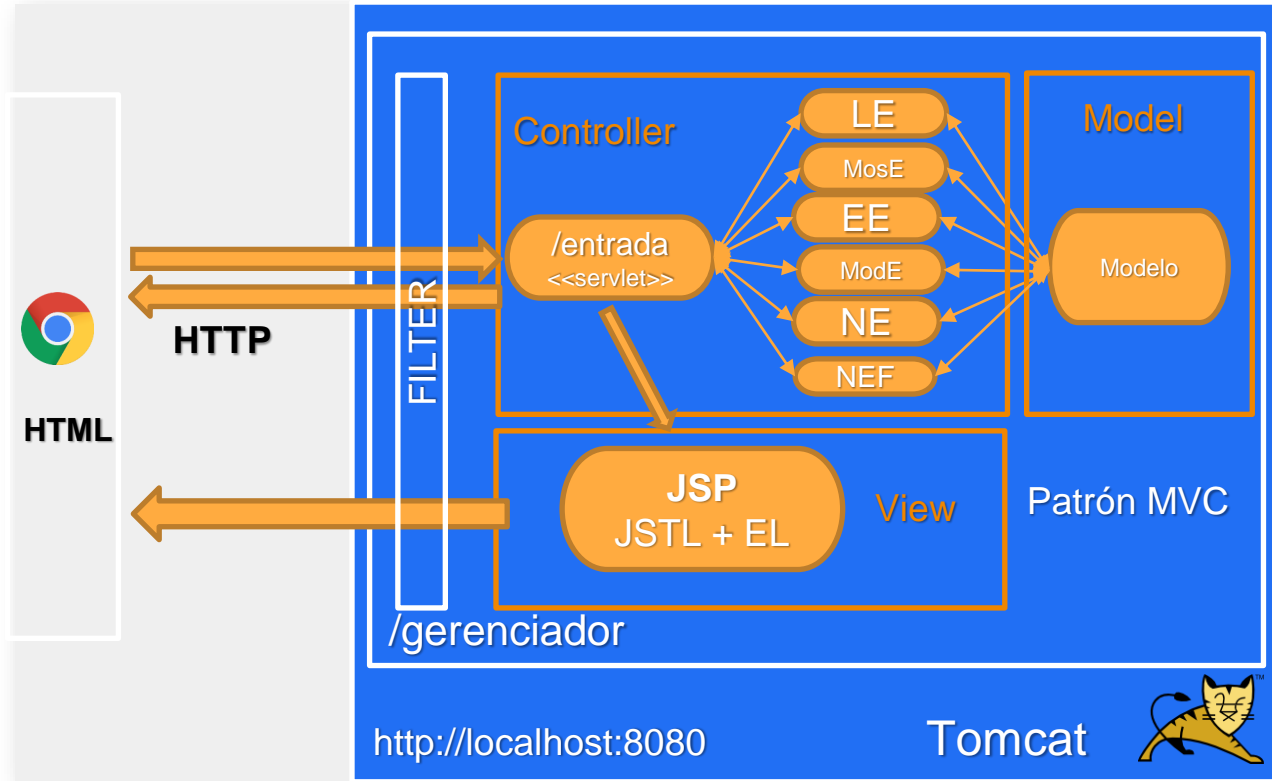 HTML
HTTP
FILTER
Controller
/entrada
<<servlet>>
LE
MosE
EE
ModE
NE
NEF
Model
Modelo
JSP
JSTL + EL
View
Patrón MVC
/gerenciador
http://localhost:8080
Tomcat
TM